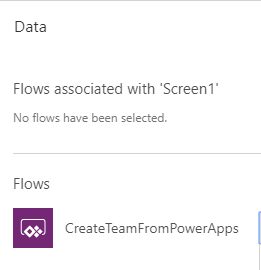 Data
Flows associated with 'Screen1'
No flows have been selected.
Flows
CreateTeamFromPowerApps